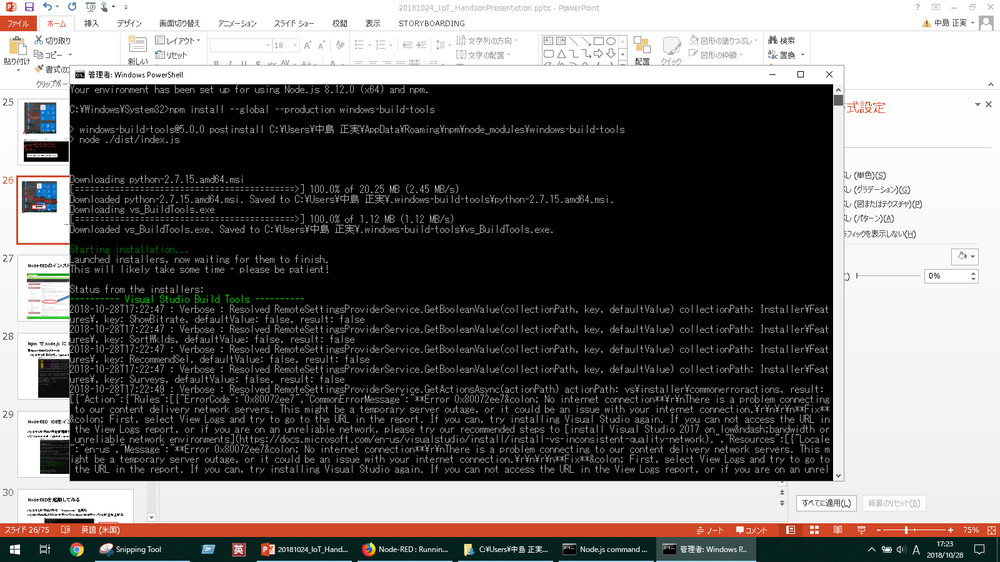 20181024_IoT_HandsonPresentation.pptx - PowerPoint
ファイル ホーム 挿入 デザイン 画面切り替え アニメーション スライド ショー 校閲 表示 STORYBOARDING 中島 正実
貼り付け 切り取り コピー 書式の
クリップボー
新しい レイアウト リセット
18
文字列の方向 文字の配置
配置 クイック 図形の塗りつぶし 図形の枠線
検索 置換
管理者: Windows PowerShell
Your environment has been set up for using Node.js 8.12.0 (x64) and npm.
C:¥Windows¥System32>npm install --global --production windows-build-tools
> windows-build-tools@5.0.0 postinstall C:¥Users¥中島 正実¥AppData¥Roaming¥npm¥node_modules¥windows-build-tools
> node ./dist/index.js
Downloading python-2.7.15.amd64.msi
[============================================>] 100.0% of 20.25 MB (2.45 MB/s)
Downloaded python-2.7.15.amd64.msi. Saved to C:¥Users¥中島 正実¥.windows-build-tools¥python-2.7.15.amd64.msi.
Downloading vs_BuildTools.exe
[============================================>] 100.0% of 1.12 MB (1.12 MB/s)
Downloaded vs_BuildTools.exe. Saved to C:¥Users¥中島 正実¥.windows-build-tools¥vs_BuildTools.exe.
Starting installation...
Launched installers, now waiting for them to finish.
This will likely take some time - please be patient!
Status from the installers:
---------- Visual Studio Build Tools ----------
2018-10-28T17:22:47 : Verbose : Resolved RemoteSettingsProviderService.GetBooleanValue(collectionPath, key, defaultValue) collectionPath: Installer¥Feat
ures¥, key: ShowBitrate, defaultValue: false, result: false
2018-10-28T17:22:47 : Verbose : Resolved RemoteSettingsProviderService.GetBooleanValue(collectionPath, key, defaultValue) collectionPath: Installer¥Feat
ures¥, key: SortWklds, defaultValue: false, result: false
2018-10-28T17:22:47 : Verbose : Resolved RemoteSettingsProviderService.GetBooleanValue(collectionPath, key, defaultValue) collectionPath: Installer¥Feat
ures¥, key: RecommendSel, defaultValue: false, result: false
2018-10-28T17:22:47 : Verbose : Resolved RemoteSettingsProviderService.GetBooleanValue(collectionPath, key, defaultValue) collectionPath: Installer¥Feat
ures¥, key: Surveys, defaultValue: false, result: false
2018-10-28T17:22:49 : Verbose : Resolved RemoteSettingsProviderService.GetActionsAsync(actionPath) actionPath: vs¥installer¥commonerroractions, result:
[{"Action":{"Rules":[{"ErrorCode":"0x80072ee7","CommonErrorMessage":"**Error 0x80072ee7&colon; No internet connection**¥r¥nThere is a problem connecting
to our content delivery network servers. This might be a temporary server outage, or it could be an issue with your internet connection.¥r¥n¥r¥n**Fix**
&colon; First, select View Logs and try to go to the URL in the report. If you can, try installing Visual Studio again. If you can not access the URL in
the View Logs report, or if you are on an unreliable network, please try our recommended steps to [install Visual Studio 2017 on low&ndash;bandwidth or
unreliable network environments](https://docs.microsoft.com/en-us/visualstudio/install/install-vs-inconsistent-quality-network).","Resources":[{"Locale
":"en-us","Message":"**Error 0x80072ee7&colon; No internet connection**¥r¥nThere is a problem connecting to our content delivery network servers. This m
ight be a temporary server outage, or it could be an issue with your internet connection.¥r¥n¥r¥n**Fix**&colon; First, select View Logs and try to go to
the URL in the report. If you can, try installing Visual Studio again. If you can not access the URL in the View Logs report, or if you are on an unrel
25
26
27
Node-REDのインスト
28
Npm で node.js に
29
Node-RED IDEをイン
30
Node-REDを起動してみる
式設定
(単色)(S)
(グラデーション)(G)
(図またはテクスチャ)(P)
(パターン)(A)
ラフィックを表示しない(H)
0%
すべてに適用(L) 背景のリセット(B)
スライド 26/75 英語 (米国) ノート コメント 75%
Snipping Tool 英 20181024_IoT_Hand... Node-RED : Runnin... C:¥Users¥中島 正実... Node.js command ... 管理者: Windows P... A 17:23
2018/10/28